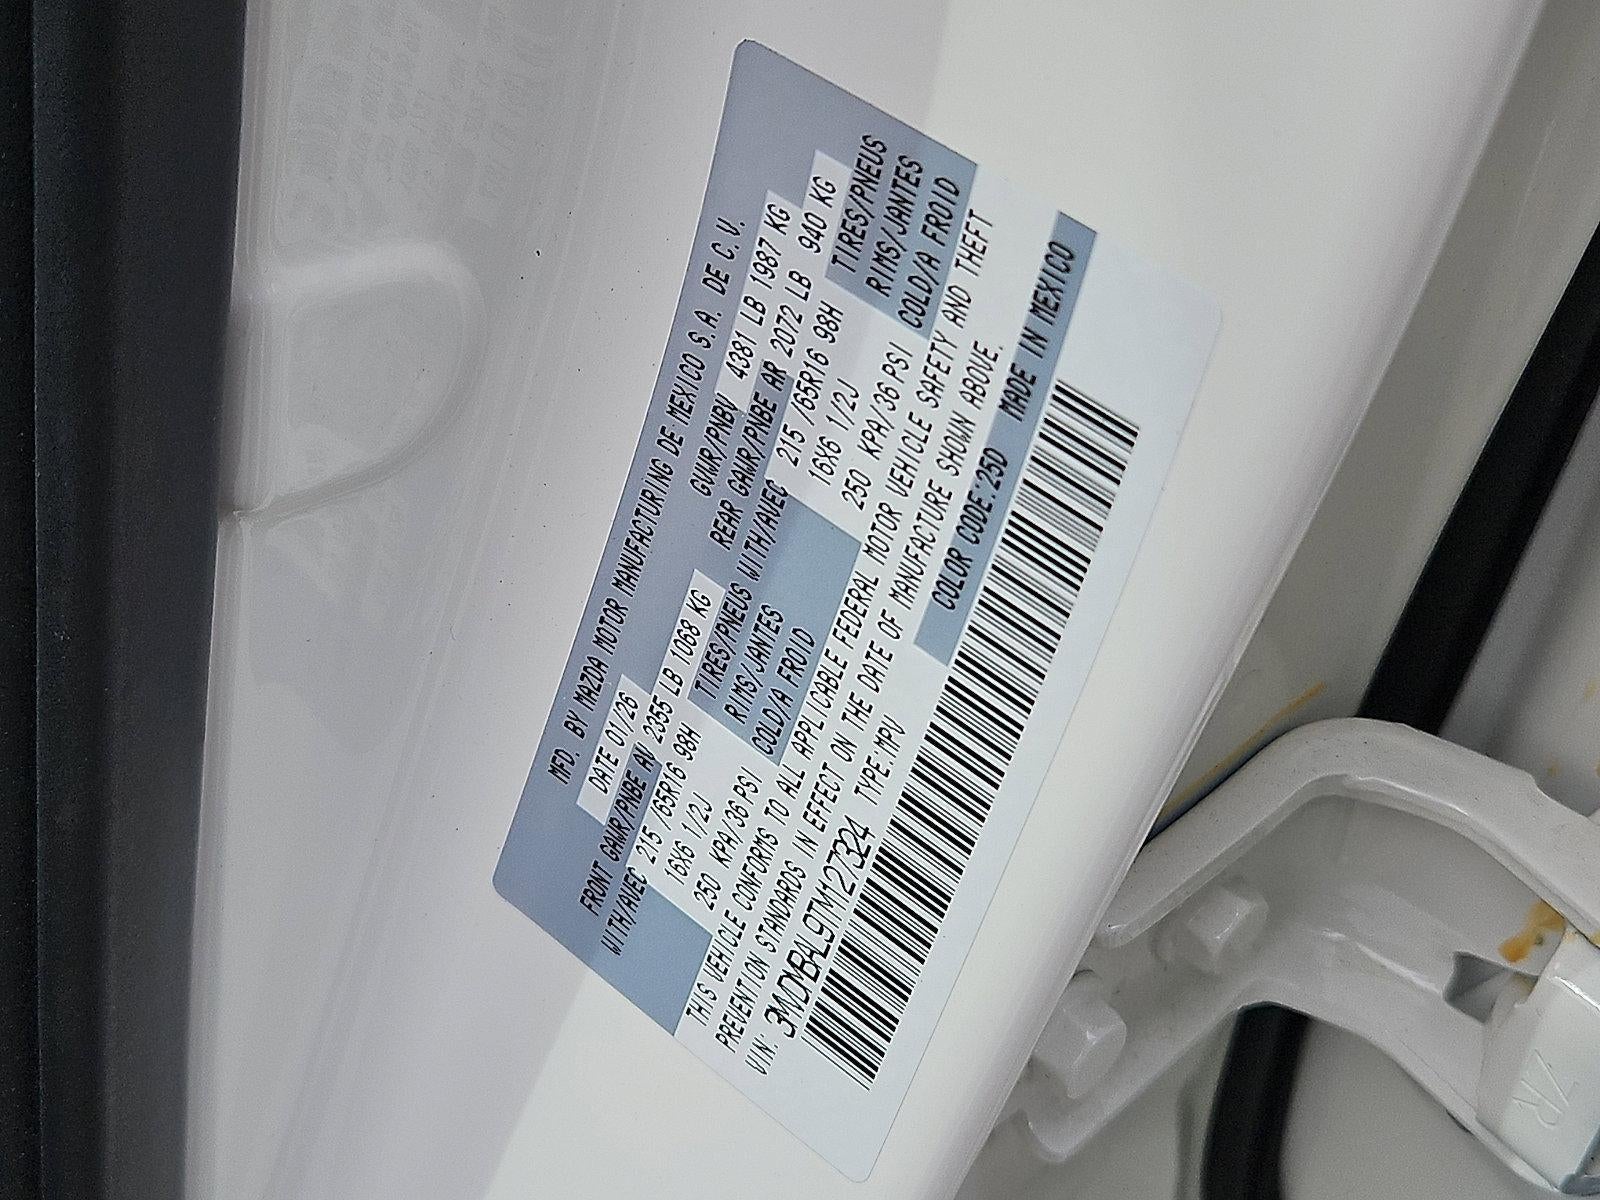 MFD. BY MAZDA MOTOR MANUFACTURING DE MEXICO S.A. DE C.V.
DATE 01/26 GVWR/PNBV 4381 LB 1987 KG
FRONT GAWR/PNBE AV 2355 LB 1068 KG REAR GAWR/PNBE AR 2072 LB 940 KG
WITH/AVEC 215 /65R16 98H TIRES/PNEUS WITH/AVEC 215 /65R16 98H TIRES/PNEUS
16X6 1/2J RIMS/JANTES 16X6 1/2J RIMS/JANTES
250 KPA/36 PSI COLD/A FROID 250 KPA/36 PSI COLD/A FROID
THIS VEHICLE CONFORMS TO ALL APPLICABLE FEDERAL MOTOR VEHICLE SAFETY AND THEFT
PREVENTION STANDARDS IN EFFECT ON THE DATE OF MANUFACTURE SHOWN ABOVE.
VIN: 3MVDMBAL9TM127324 TYPE:MPV COLOR CODE:25D MADE IN MEXICO